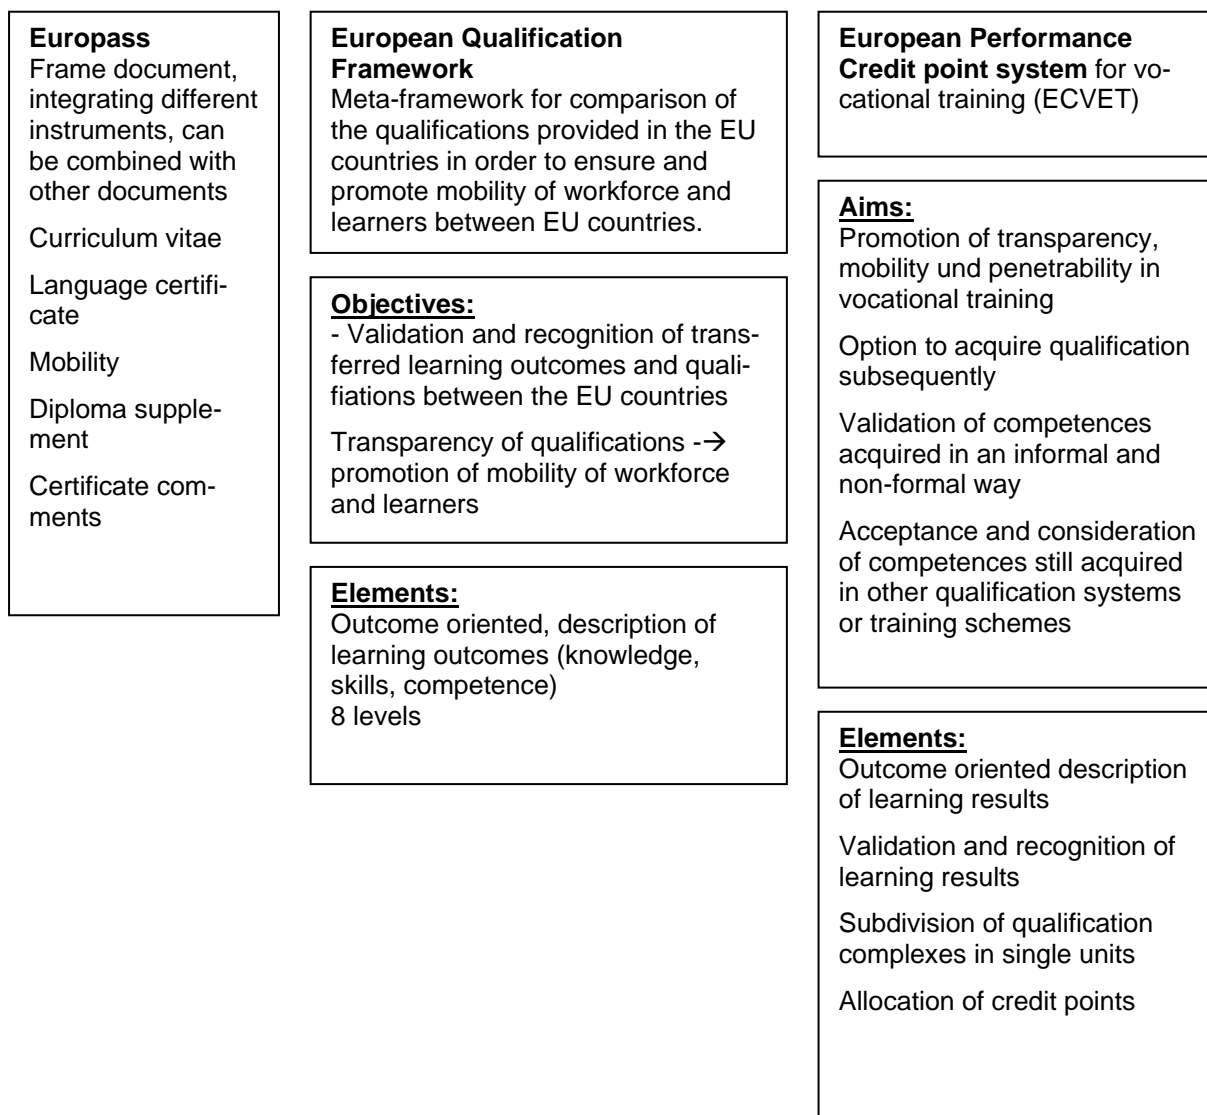 Europass
Frame document,
integrating different
instruments, can
be combined with
other documents
Curriculum vitae
Language certifi-
cate
Mobility
Diploma supple-
ment
Certificate com-
ments
European Qualification
Framework
Meta-framework for comparison of
the qualifications provided in the EU
countries in order to ensure and
promote mobility of workforce and
learners between EU countries.
Objectives:
- Validation and recognition of trans-
ferred learning outcomes and quali-
fiations between the EU countries
Transparency of qualifications -→
promotion of mobility of workforce
and learners
Elements:
Outcome oriented, description of
learning outcomes (knowledge,
skills, competence)
8 levels
European Performance
Credit point system for vo-
cational training (ECVET)
Aims:
Promotion of transparency,
mobility und penetrability in
vocational training
Option to acquire qualification
subsequently
Validation of competences
acquired in an informal and
non-formal way
Acceptance and consideration
of competences still acquired
in other qualification systems
or training schemes
Elements:
Outcome oriented description
of learning results
Validation and recognition of
learning results
Subdivision of qualification
complexes in single units
Allocation of credit points